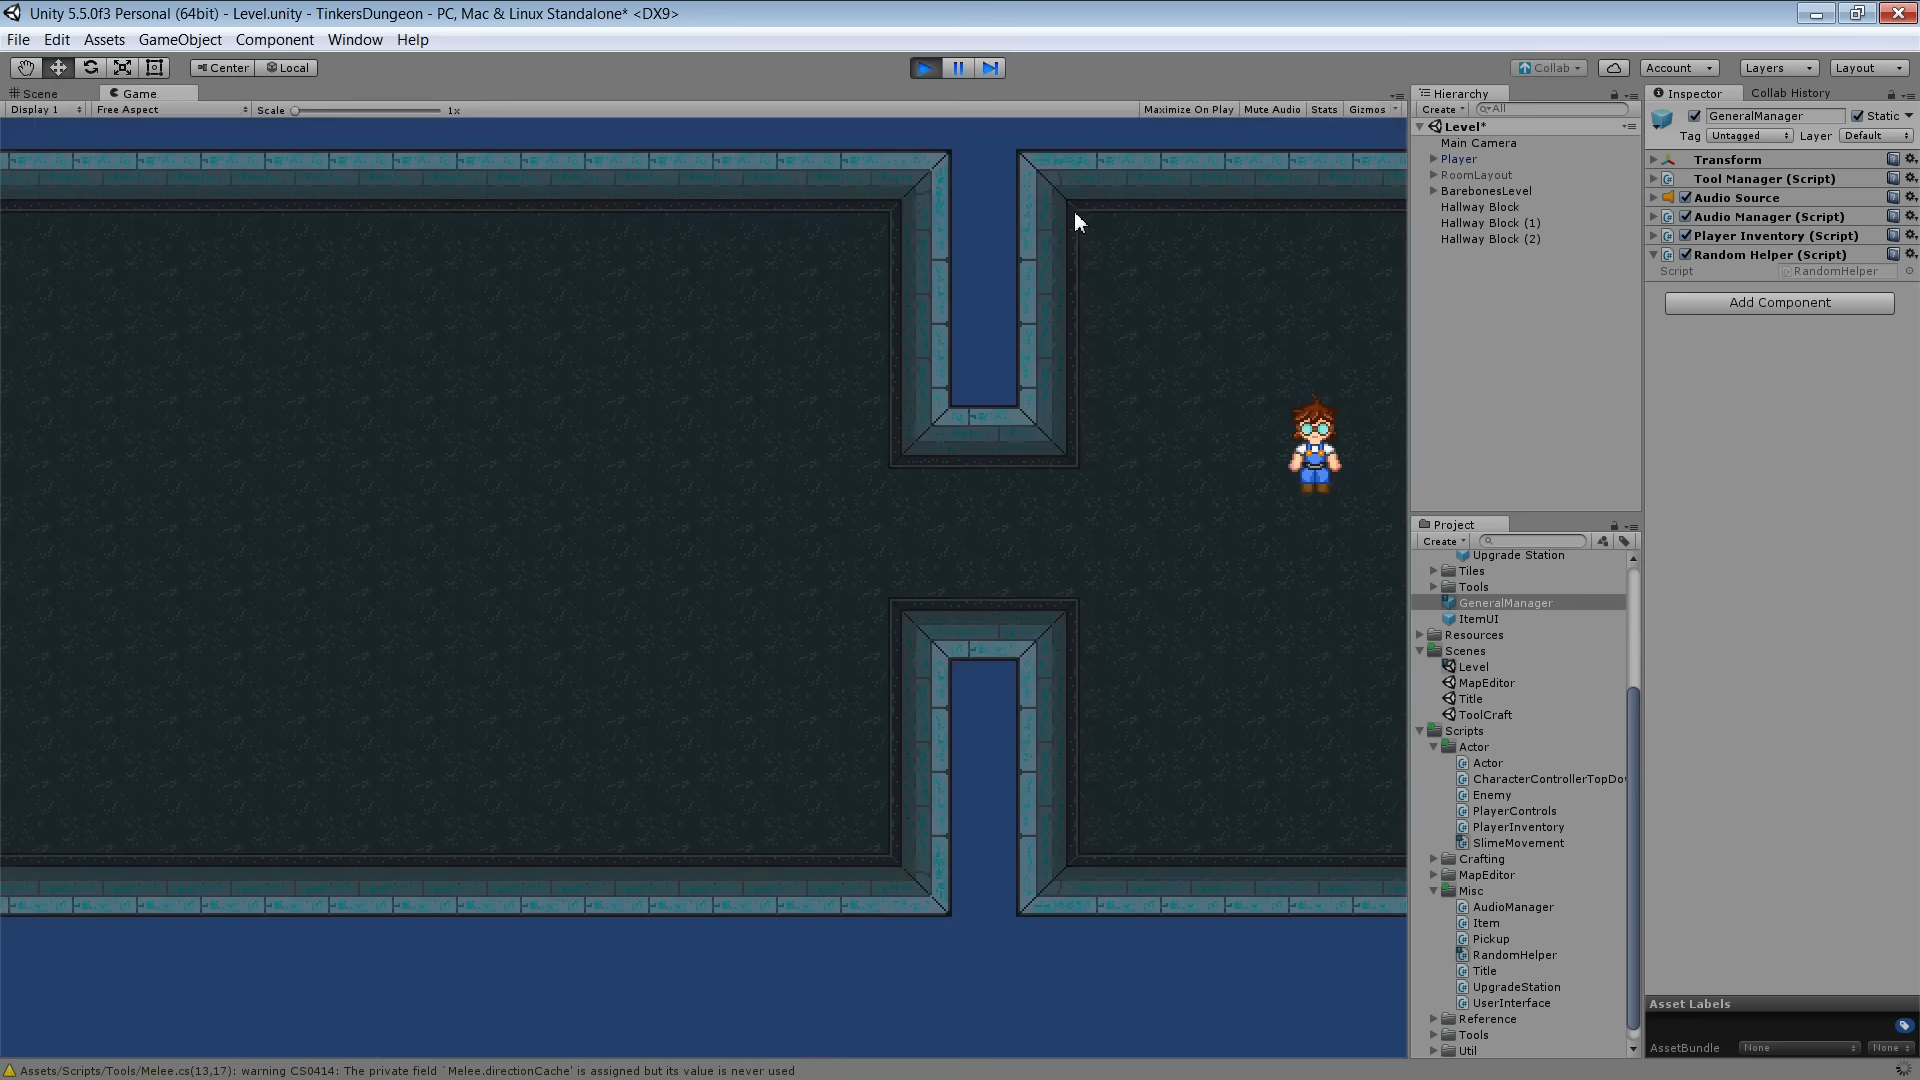 Unity 5.5.0f3 Personal (64bit) - Level.unity - TinkersDungeon - PC, Mac & Linux Standalone* <DX9>
File Edit Assets GameObject Component Window Help
Center Local Collab Account Layers Layout
Scene Game
Display 1 Free Aspect Scale 1x Maximize On Play Mute Audio Stats Gizmos
Hierarchy
Create All
Level*
Main Camera
Player
RoomLayout
BarebonesLevel
Hallway Block
Hallway Block (1)
Hallway Block (2)
Project
Create
Upgrade Station
Tiles
Tools
GeneralManager
ItemUI
Resources
Scenes
Level
MapEditor
Title
ToolCraft
Scripts
Actor
Actor
CharacterControllerTopDo
Enemy
PlayerControls
PlayerInventory
SlimeMovement
Crafting
MapEditor
Misc
AudioManager
Item
Pickup
RandomHelper
Title
UpgradeStation
UserInterface
Reference
Tools
Util
Inspector Collab History
GeneralManager Static
Tag Untagged Layer Default
Transform
Tool Manager (Script)
Audio Source
Audio Manager (Script)
Player Inventory (Script)
Random Helper (Script)
Script RandomHelper
Add Component
Asset Labels
AssetBundle None None
Assets/Scripts/Tools/Melee.cs(13,17): warning CS0414: The private field `Melee.directionCache' is assigned but its value is never used